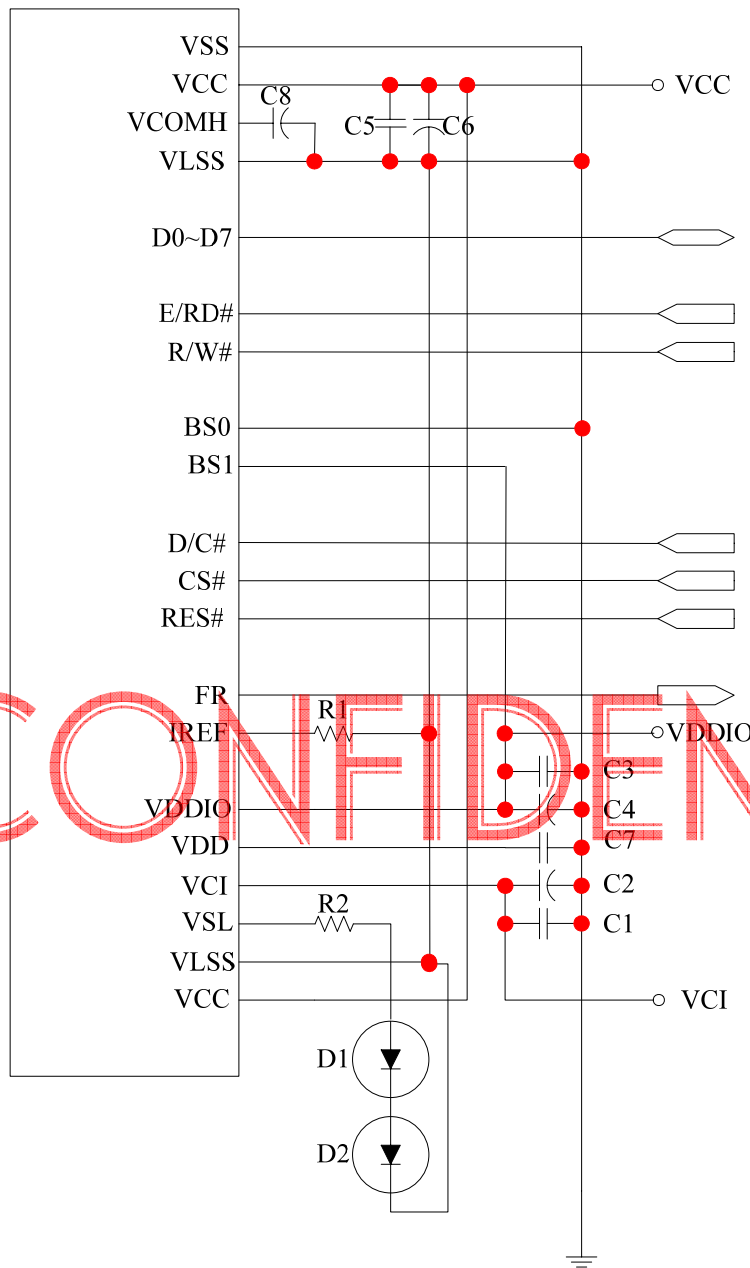 VSS
VCC
VCC
C8
VCOMH
C5
C6
VLSS
D0~D7
E/RD#
R/W#
BS0
BS1
D/C#
CS#
RES#
FR
IREF
R1
VDDIO
C3
VDDIO
C4
VDD
C7
VCI
C2
VSL
R2
C1
VLSS
VCC
VCI
D1
D2
CONFIDEN